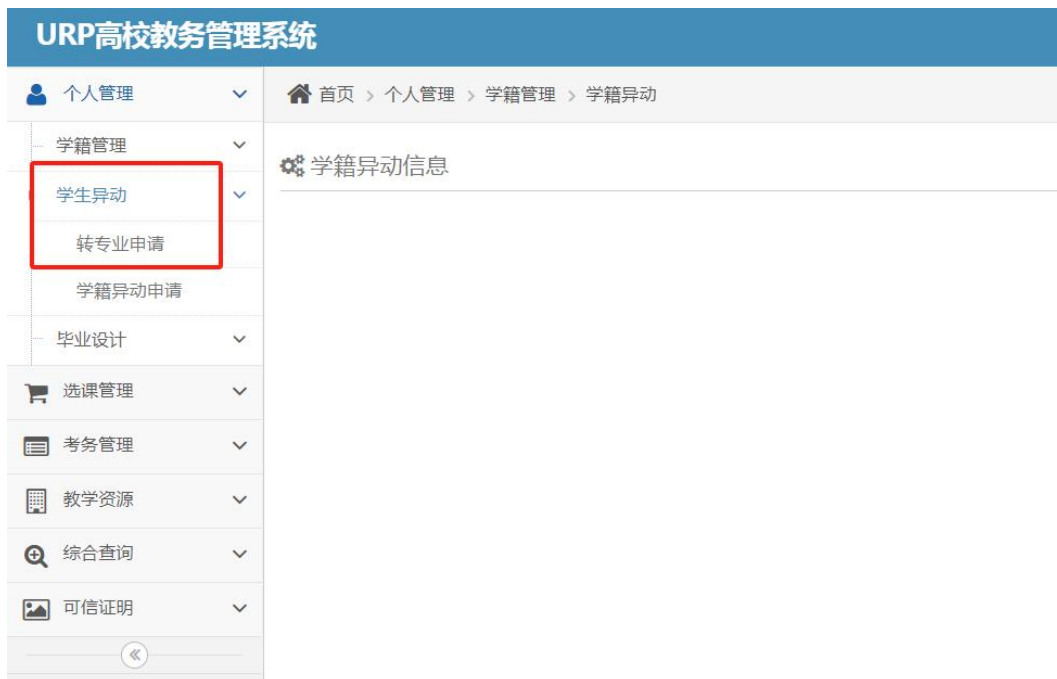 URP高校教务管理系统
个人管理
首页 > 个人管理 > 学籍管理 > 学籍异动
学籍管理
学籍异动信息
学生异动
转专业申请
学籍异动申请
毕业设计
选课管理
考务管理
教学资源
综合查询
可信证明